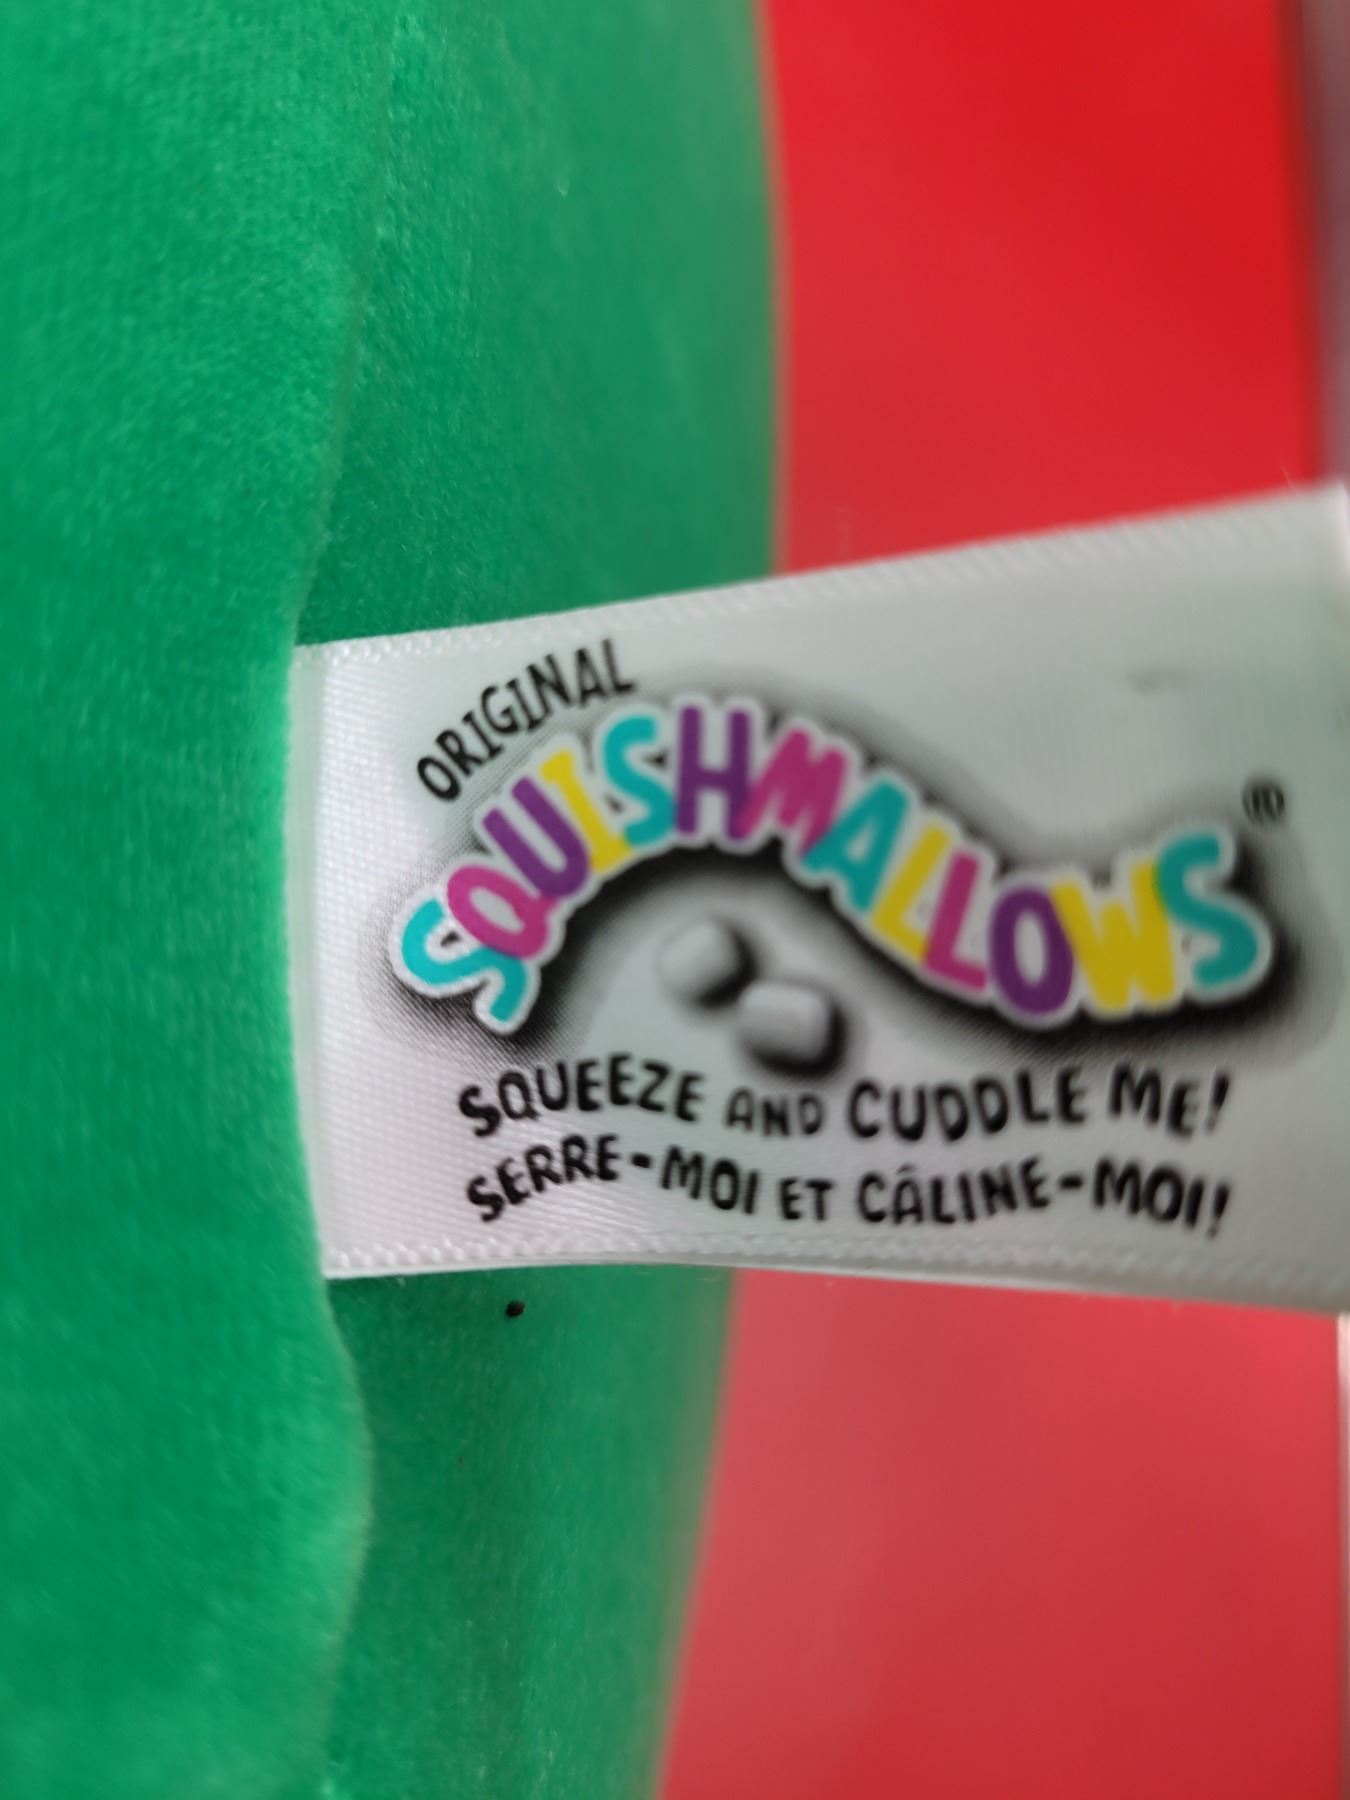 ORIGINAL
SQUISHMALLOWS®
SQUEEZE AND CUDDLE ME!
SERRE-MOI ET CÂLINE-MOI!